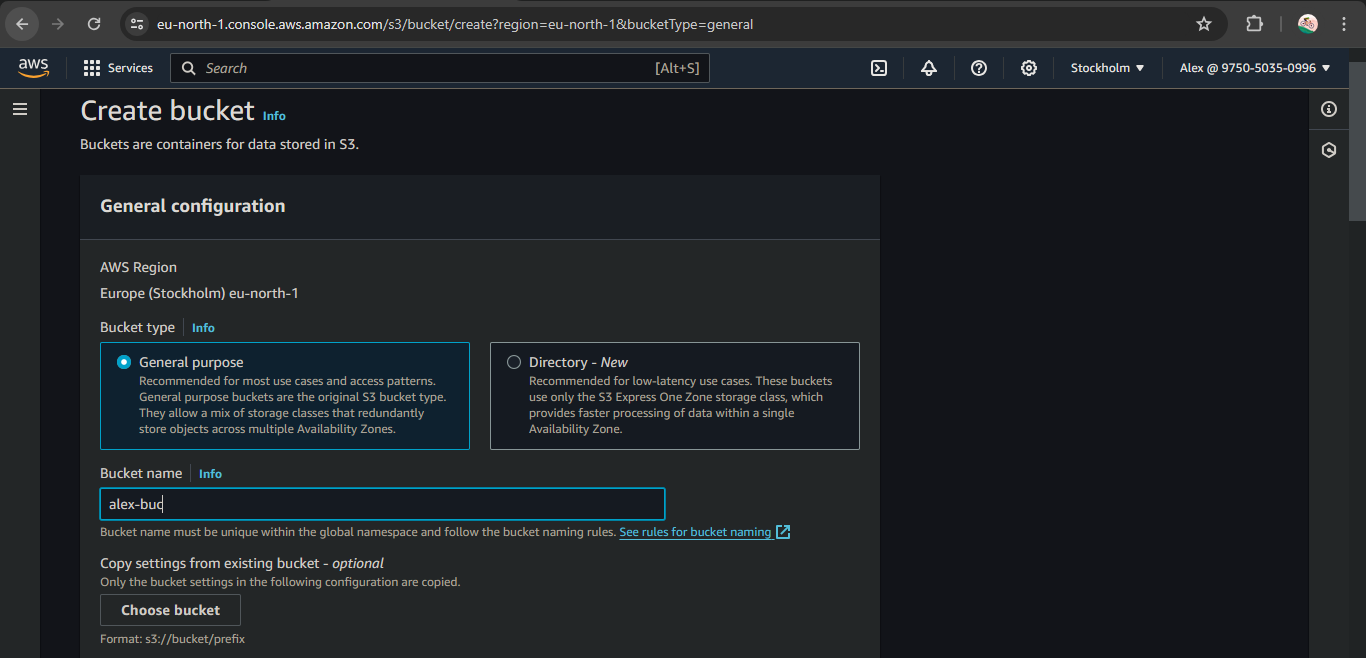 eu-north-1.console.aws.amazon.com/s3/bucket/create?region=eu-north-1&bucketType=general
aws Services Search [Alt+S] Stockholm ▼ Alex @ 9750-5035-0996 ▼
Create bucket Info
Buckets are containers for data stored in S3.
General configuration
AWS Region
Europe (Stockholm) eu-north-1
Bucket type Info
General purpose
Recommended for most use cases and access patterns.
General purpose buckets are the original S3 bucket type.
They allow a mix of storage classes that redundantly
store objects across multiple Availability Zones.
Directory - New
Recommended for low-latency use cases. These buckets
use only the S3 Express One Zone storage class, which
provides faster processing of data within a single
Availability Zone.
Bucket name Info
alex-buc
Bucket name must be unique within the global namespace and follow the bucket naming rules. See rules for bucket naming
Copy settings from existing bucket - optional
Only the bucket settings in the following configuration are copied.
Choose bucket
Format: s3://bucket/prefix